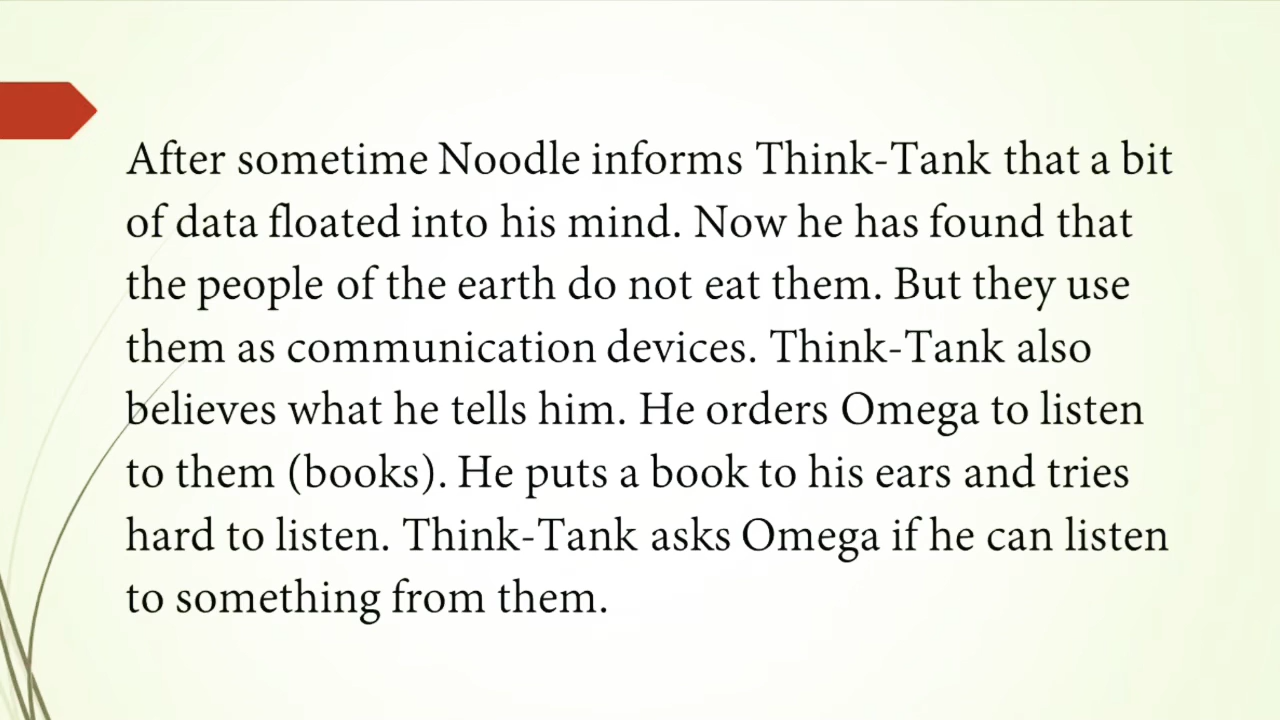 After sometime Noodle informs Think-Tank that a bit
of data floated into his mind. Now he has found that
the people of the earth do not eat them. But they use
them as communication devices. Think-Tank also
believes what he tells him. He orders Omega to listen
to them (books). He puts a book to his ears and tries
hard to listen. Think-Tank asks Omega if he can listen
to something from them.